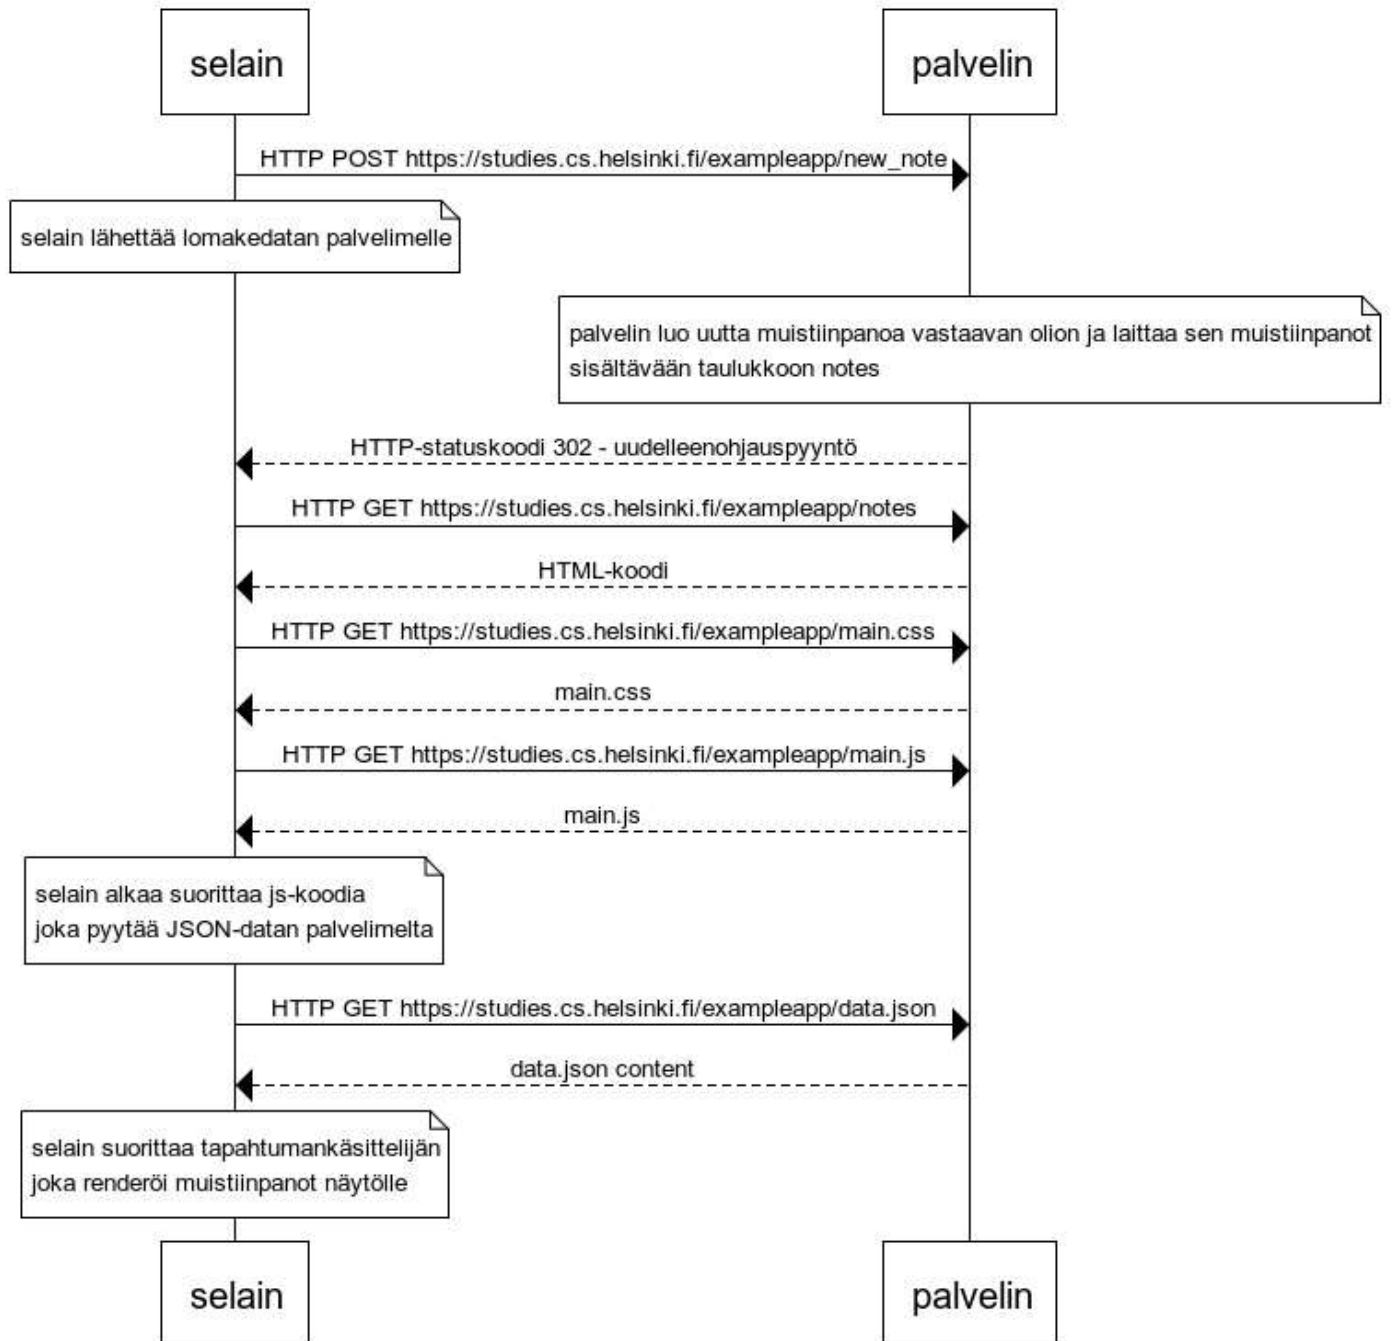 selain
palvelin
HTTP POST https://studies.cs.helsinki.fi/exampleapp/new_note
selain lähettää lomakedatan palvelimelle
palvelin luo uutta muistiinpanoa vastaavan olion ja laittaa sen muistiinpanot
sisältävään taulukkoon notes
HTTP-statuskoodi 302 - uudelleenohjauspyyntö
HTTP GET https://studies.cs.helsinki.fi/exampleapp/notes
HTML-koodi
HTTP GET https://studies.cs.helsinki.fi/exampleapp/main.css
main.css
HTTP GET https://studies.cs.helsinki.fi/exampleapp/main.js
main.js
selain alkaa suorittaa js-koodia
joka pyytää JSON-datan palvelimelta
HTTP GET https://studies.cs.helsinki.fi/exampleapp/data.json
data.json content
selain suorittaa tapahtumankäsittelijän
joka renderöi muistiinpanot näytölle
selain
palvelin